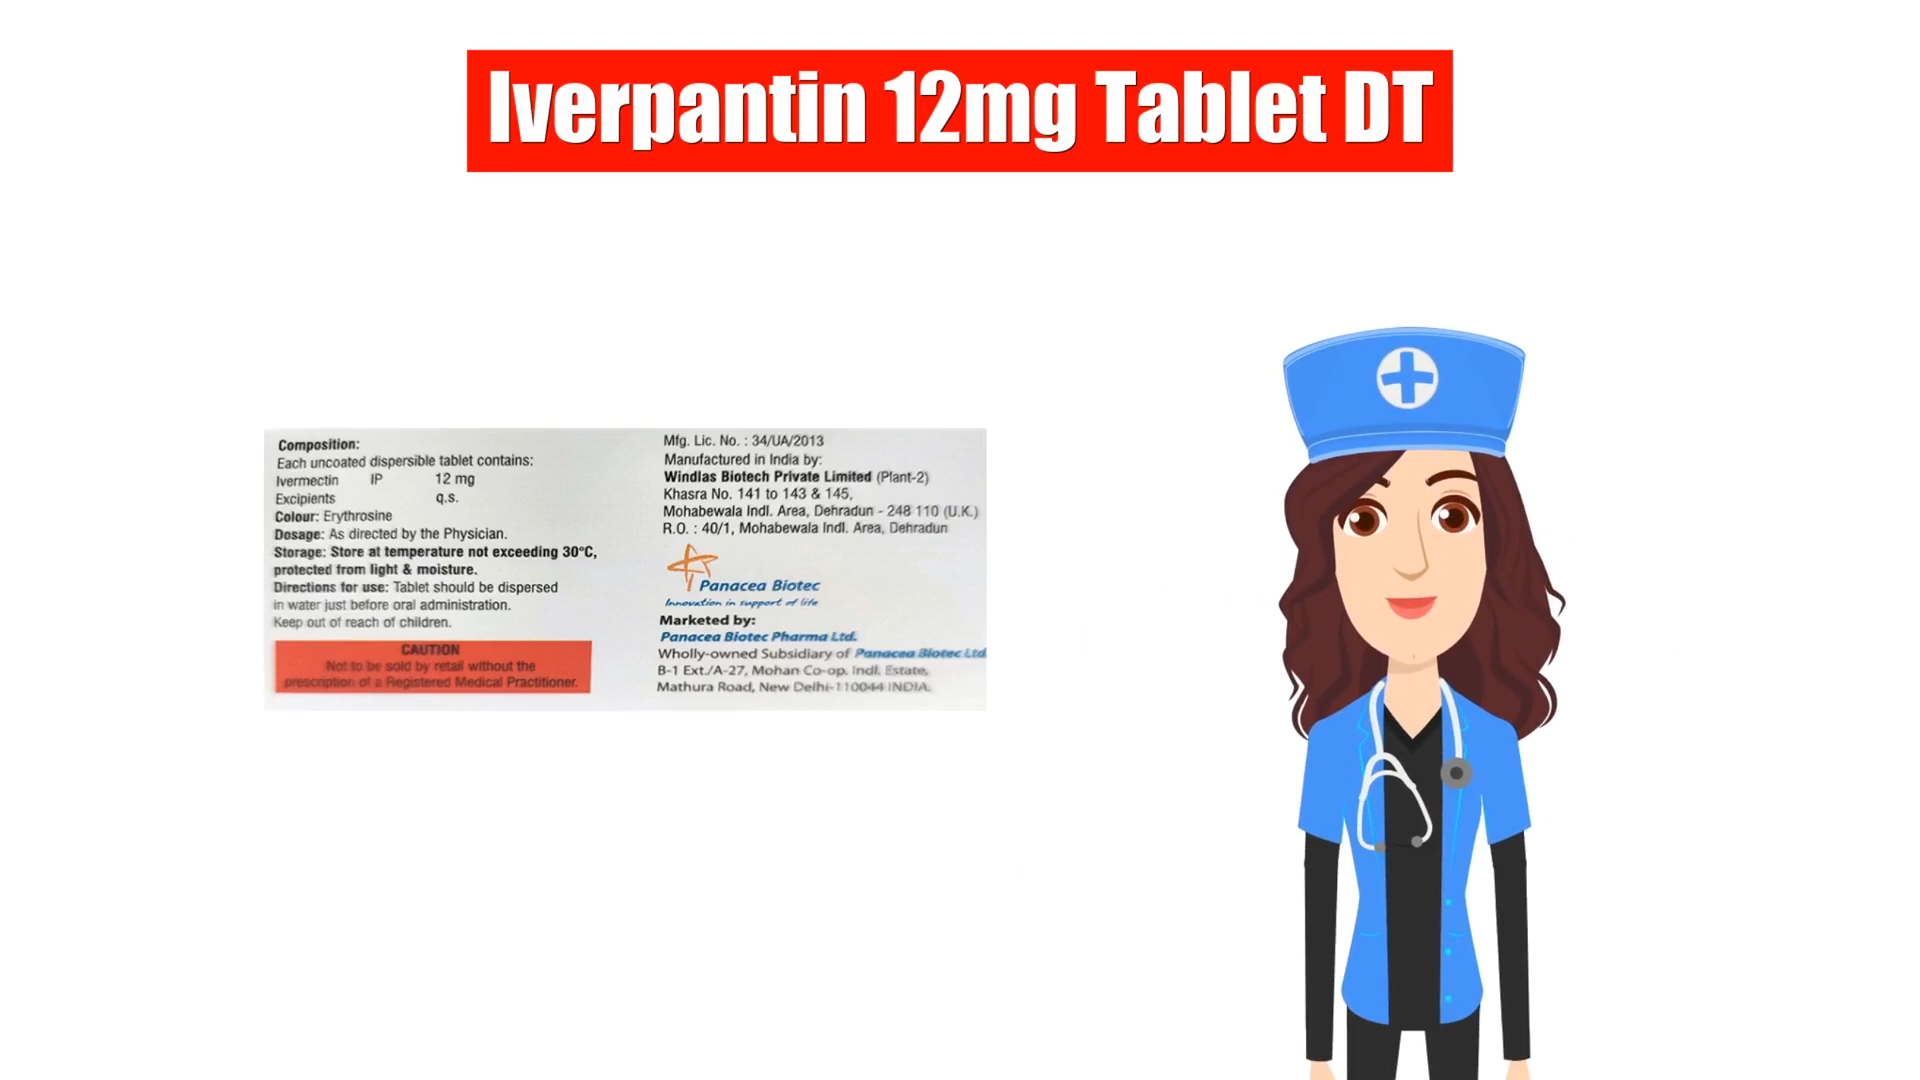 Iverpantin 12mg Tablet DT
Composition:
Each uncoated dispersible tablet contains:
Ivermectin IP 12 mg
Excipients q.s.
Colour: Erythrosine
Dosage: As directed by the Physician.
Storage: Store at temperature not exceeding 30°C,
protected from light & moisture.
Directions for use: Tablet should be dispersed
in water just before oral administration.
Keep out of reach of children.
CAUTION
Not to be sold by retail without the
prescription of a Registered Medical Practitioner.
Mfg. Lic. No. : 34/UA/2013
Manufactured in India by:
Windlas Biotech Private Limited (Plant-2)
Khasra No. 141 to 143 & 145,
Mohabewala Indl. Area, Dehradun - 248 110 (U.K.)
R.O. : 40/1, Mohabewala Indl. Area, Dehradun
Panacea Biotec
Innovation in support of life
Marketed by:
Panacea Biotec Pharma Ltd.
Wholly-owned Subsidiary of Panacea Biotec Ltd
B-1 Ext./A-27, Mohan Co-op. Indl. Estate,
Mathura Road, New Delhi-110044 INDIA.